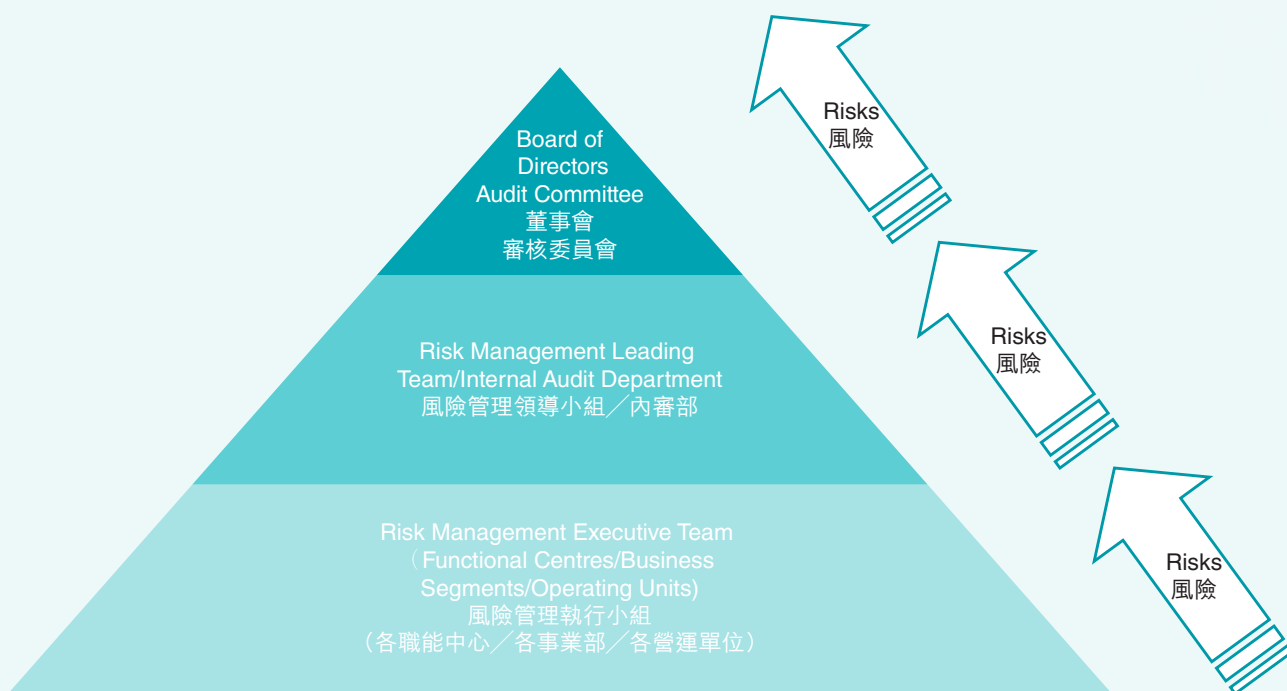 Board of
Directors
Audit Committee
董事會
審核委員會
Risk Management Leading
Team/Internal Audit Department
風險管理領導小組／內審部
Risk Management Executive Team
（Functional Centres/Business
Segments/Operating Units)
風險管理執行小組
（各職能中心／各事業部／各營運單位）
Risks
風險
Risks
風險
Risks
風險